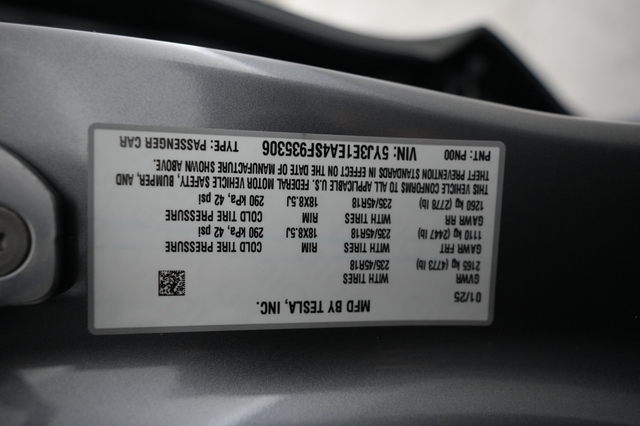 MFD BY TESLA, INC.
01/25
GVWR
2165 kg (4773 lb) WITH TIRES 235/45R18
GAWR FRT WITH TIRES RIM COLD TIRE PRESSURE
1110 kg (2447 lb) 235/45R18 18X8.5J 290 kPa, 42 psi
GAWR RR WITH TIRES RIM COLD TIRE PRESSURE
1260 kg (2778 lb) 235/45R18 18X8.5J 290 kPa, 42 psi
THIS VEHICLE CONFORMS TO ALL APPLICABLE U.S. FEDERAL MOTOR VEHICLE SAFETY, BUMPER, AND
THEFT PREVENTION STANDARDS IN EFFECT ON THE DATE OF MANUFACTURE SHOWN ABOVE.
PNT: PN00 VIN: 5YJ3E1EA4SF935306 TYPE: PASSENGER CAR